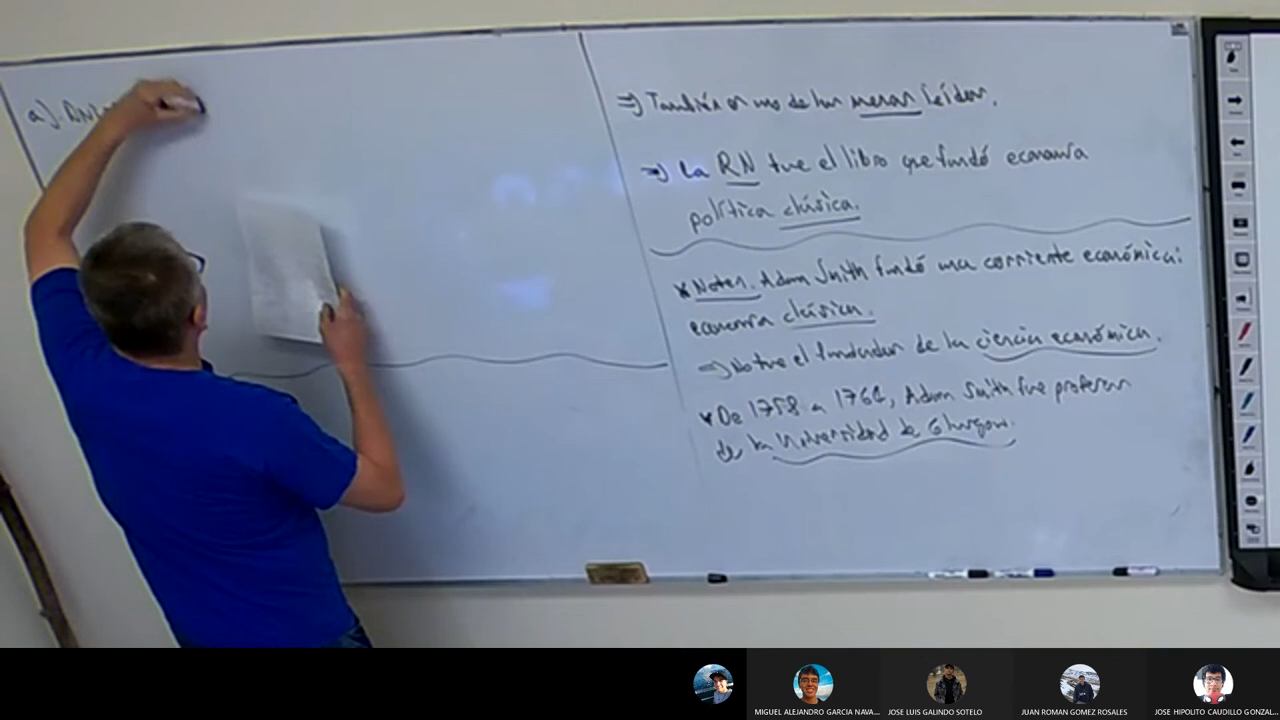 a).
⇒ También es uno de los menos leídos.
⇒ La RN fue el libro que fundó economía
política clásica.
* Notes. Adam Smith fundó una corriente económica:
economía clásica.
⇒ No fue el fundador de la ciencia económica.
* De 1758 a 1764, Adam Smith fue profesor
de la Universidad de Glasgow.
MIGUEL ALEJANDRO GARCIA NAVA...
JOSE LUIS GALINDO SOTELO
JUAN ROMAN GOMEZ ROSALES
JOSE HIPOLITO CAUDILLO GONZAL...